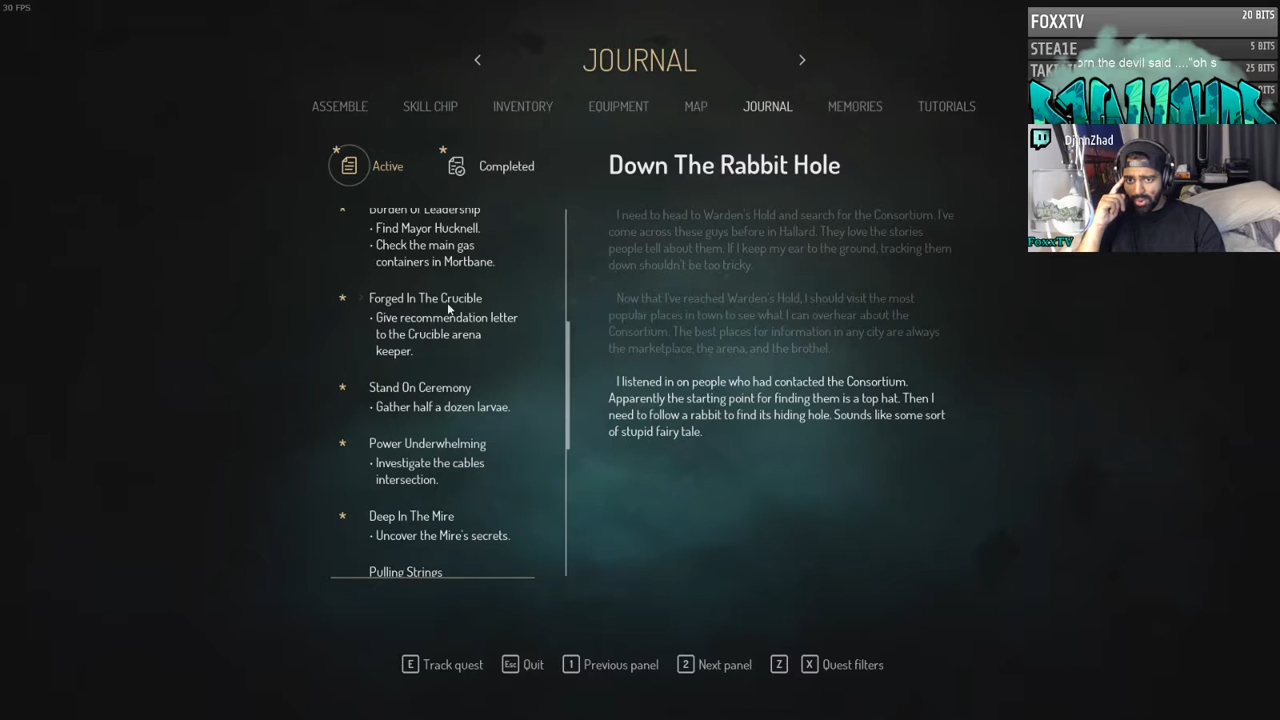 30 FPS
JOURNAL
ASSEMBLE
SKILL CHIP
INVENTORY
EQUIPMENT
MAP
JOURNAL
MEMORIES
TUTORIALS
Active
Completed
Burden Of Leadership
• Find Mayor Hucknell.
• Check the main gas
containers in Mortbane.
Forged In The Crucible
• Give recommendation letter
to the Crucible arena
keeper.
Stand On Ceremony
• Gather half a dozen larvae.
Power Underwhelming
• Investigate the cables
intersection.
Deep In The Mire
• Uncover the Mire's secrets.
Pulling Strings
Down The Rabbit Hole
I need to head to Warden's Hold and search for the Consortium. I've
come across these guys before in Hallard. They love the stories
people tell about them. If I keep my ear to the ground, tracking them
down shouldn't be too tricky.
Now that I've reached Warden's Hold, I should visit the most
popular places in town to see what I can overhear about the
Consortium. The best places for information in any city are always
the marketplace, the arena, and the brothel.
I listened in on people who had contacted the Consortium.
Apparently the starting point for finding them is a top hat. Then I
need to follow a rabbit to find its hiding hole. Sounds like some sort
of stupid fairy tale.
E Track quest
Esc Quit
1 Previous panel
2 Next panel
Z X Quest filters
FOXXTV 20 BITS
STEA1E 5 BITS
TAK 25 BITS
orn the devil said ...."oh s
BITS
FoxxTV